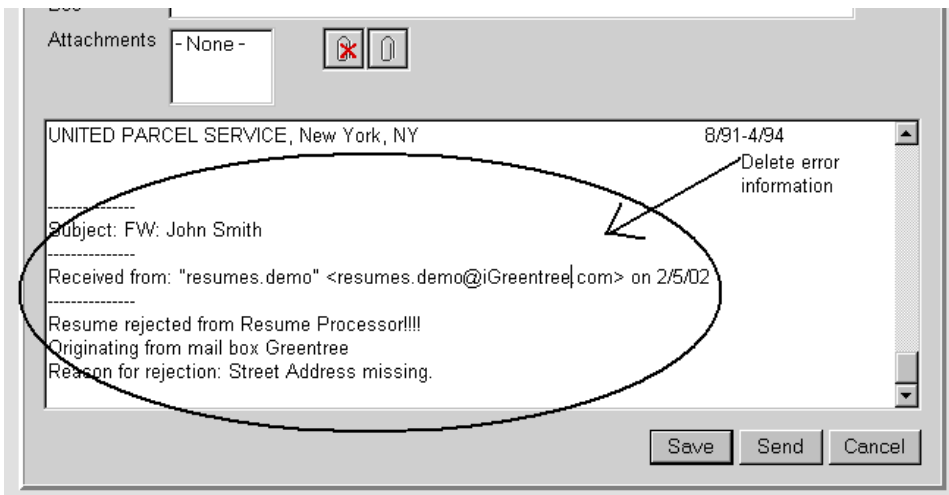 Attachments
- None -
UNITED PARCEL SERVICE, New York, NY 8/91-4/94
Delete error
information
---------------
Subject: FW: John Smith
---------------
Received from: "resumes.demo" <resumes.demo@iGreentree.com> on 2/5/02
---------------
Resume rejected from Resume Processor!!!!
Originating from mail box Greentree
Reason for rejection: Street Address missing.
Save Send Cancel